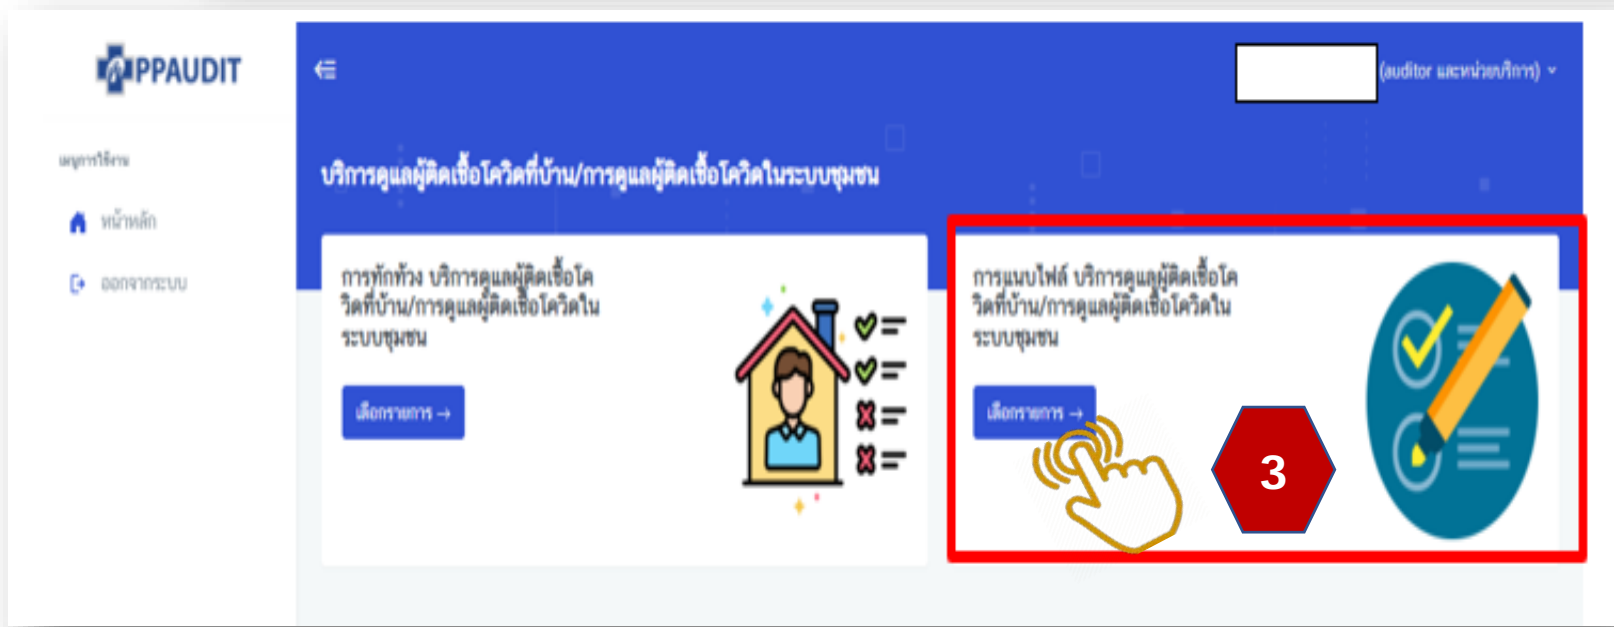 PPAUDIT
(auditor และหน่วยบริการ)
เมนูการใช้งาน
หน้าหลัก
ออกจากระบบ
บริการดูแลผู้ติดเชื้อโควิดที่บ้าน/การดูแลผู้ติดเชื้อโควิดในระบบชุมชน
การทักท้วง บริการดูแลผู้ติดเชื้อโค
วิดที่บ้าน/การดูแลผู้ติดเชื้อโควิดใน
ระบบชุมชน
เลือกรายการ →
การแนบไฟล์ บริการดูแลผู้ติดเชื้อโค
วิดที่บ้าน/การดูแลผู้ติดเชื้อโควิดใน
ระบบชุมชน
เลือกรายการ →
3